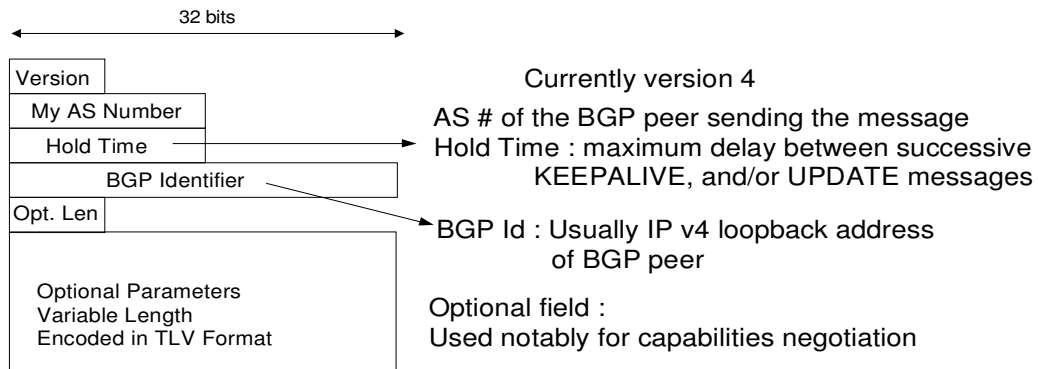 32 bits
Version
Currently version 4
My AS Number
AS # of the BGP peer sending the message
Hold Time
Hold Time : maximum delay between successive
KEEPALIVE, and/or UPDATE messages
BGP Identifier
Opt. Len
BGP Id : Usually IP v4 loopback address
of BGP peer
Optional Parameters
Variable Length
Encoded in TLV Format
Optional field :
Used notably for capabilities negotiation